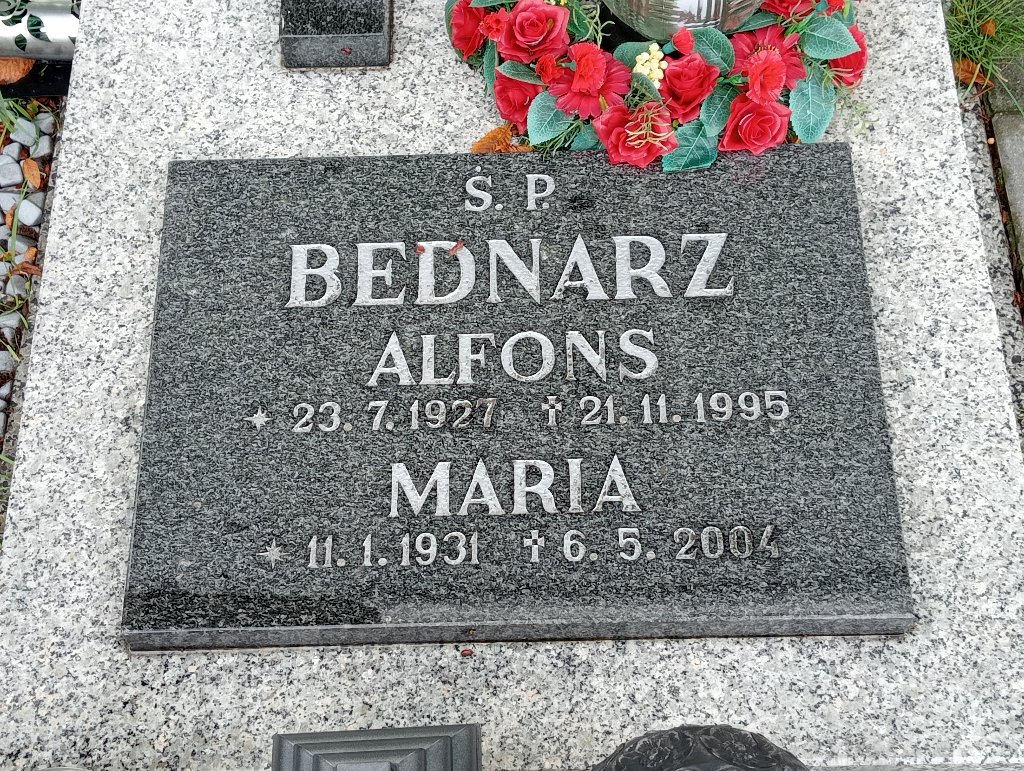 Ś. P.
BEDNARZ
ALFONS
* 23. 7. 1927 † 21. 11. 1995
MARIA
* 11. 1. 1931 † 6. 5. 2004